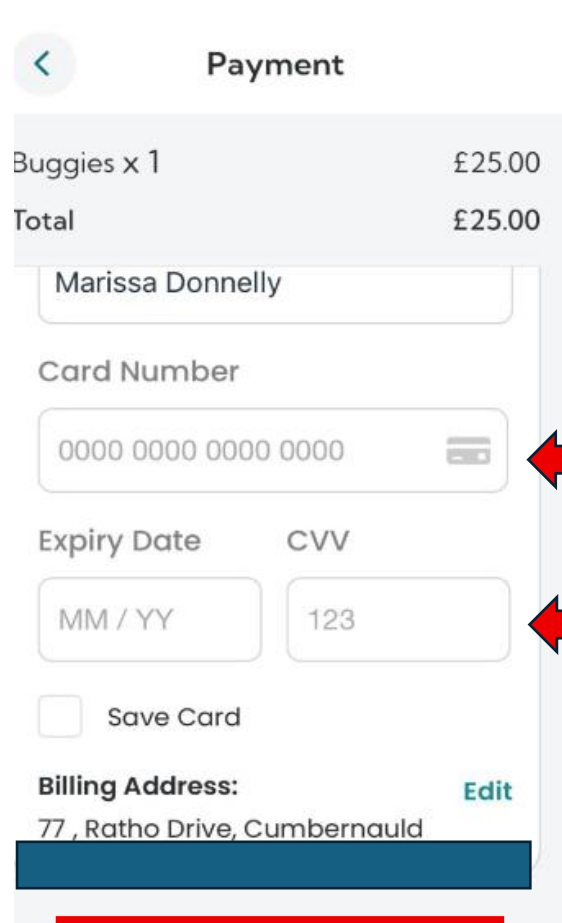 Payment
Buggies x 1 £25.00
Total £25.00
Marissa Donnelly
Card Number
0000 0000 0000 0000
Expiry Date CVV
MM / YY 123
Save Card
Billing Address: Edit
77 , Ratho Drive, Cumbernauld